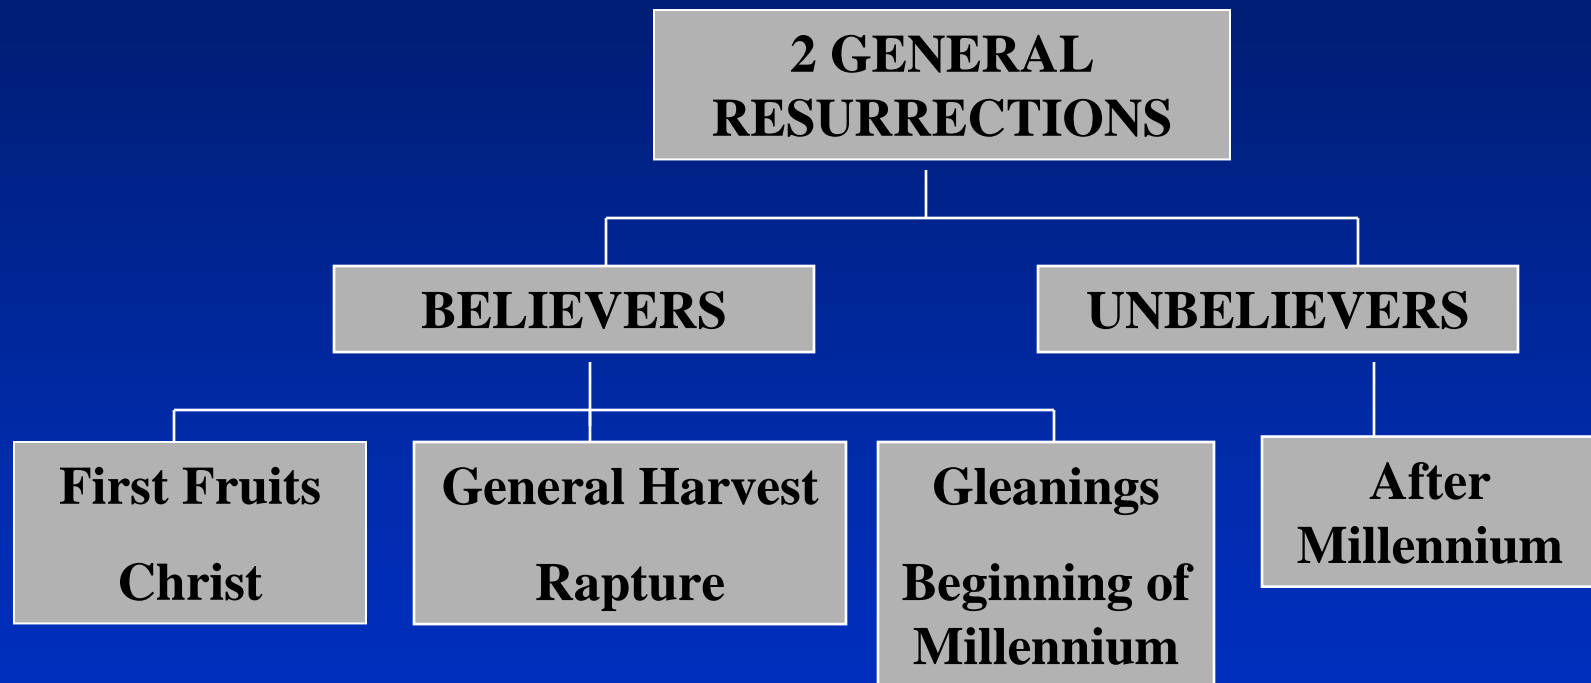 2 GENERAL
RESURRECTIONS
BELIEVERS
UNBELIEVERS
First Fruits
Christ
General Harvest
Rapture
Gleanings
Beginning of
Millennium
After
Millennium